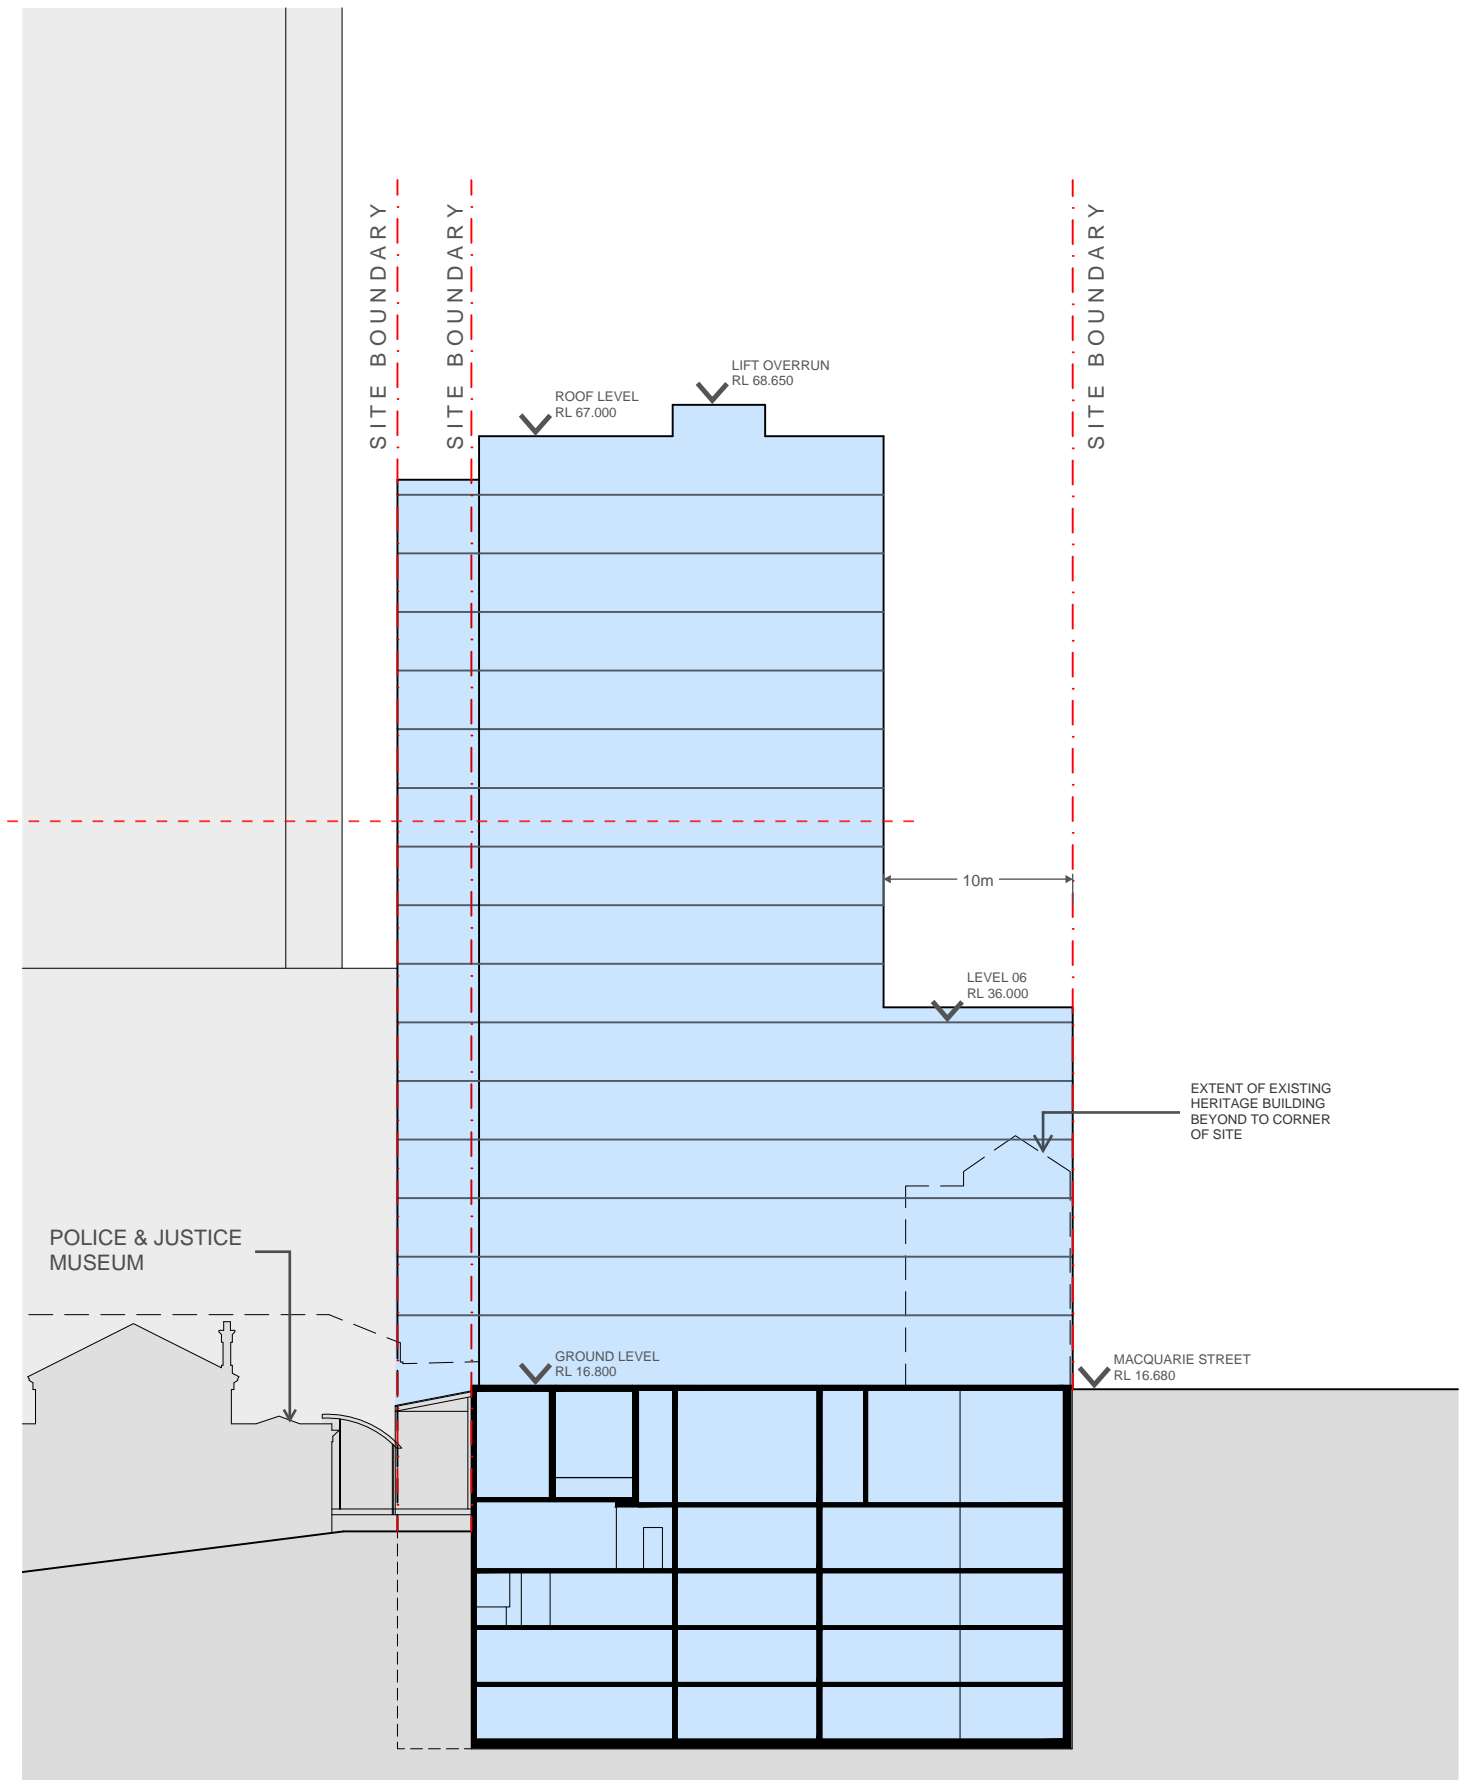 SITE BOUNDARY
SITE BOUNDARY
SITE BOUNDARY
LIFT OVERRUN
RL 68.650
ROOF LEVEL
RL 67.000
10m
LEVEL 06
RL 36.000
EXTENT OF EXISTING
HERITAGE BUILDING
BEYOND TO CORNER
OF SITE
POLICE & JUSTICE
MUSEUM
GROUND LEVEL
RL 16.800
MACQUARIE STREET
RL 16.680